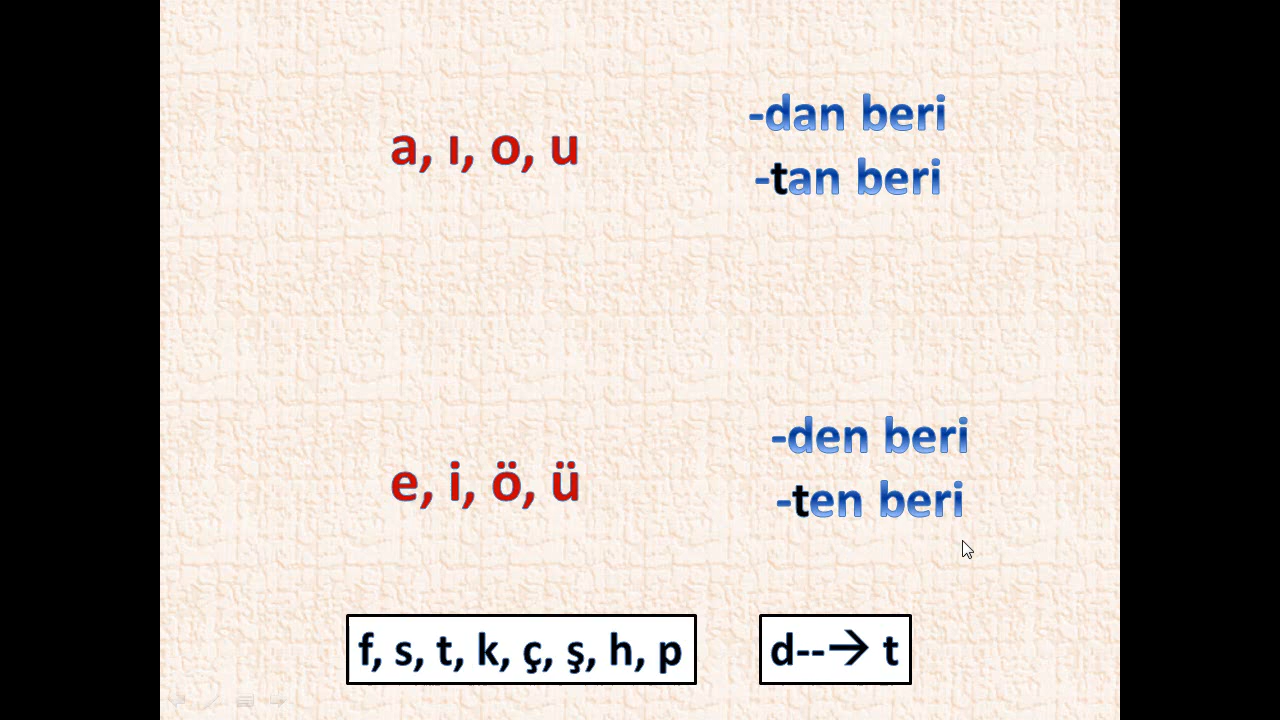 a, ı, o, u
-dan beri
-tan beri
e, i, ö, ü
-den beri
-ten beri
f, s, t, k, ç, ş, h, p
d--→ t